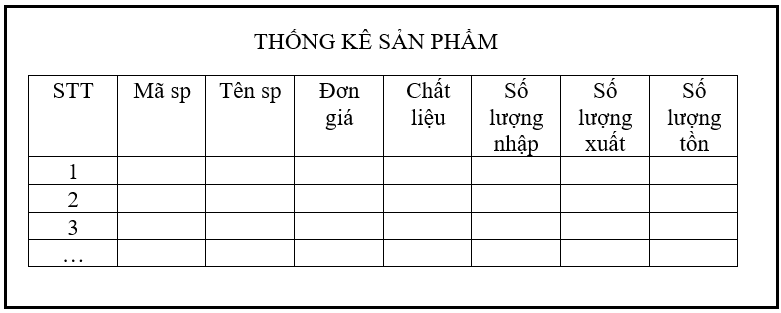 THỐNG KÊ SẢN PHẨM
STT Mã sp Tên sp Đơn giá Chất liệu Số lượng nhập Số lượng xuất Số lượng tồn
1
2
3
…